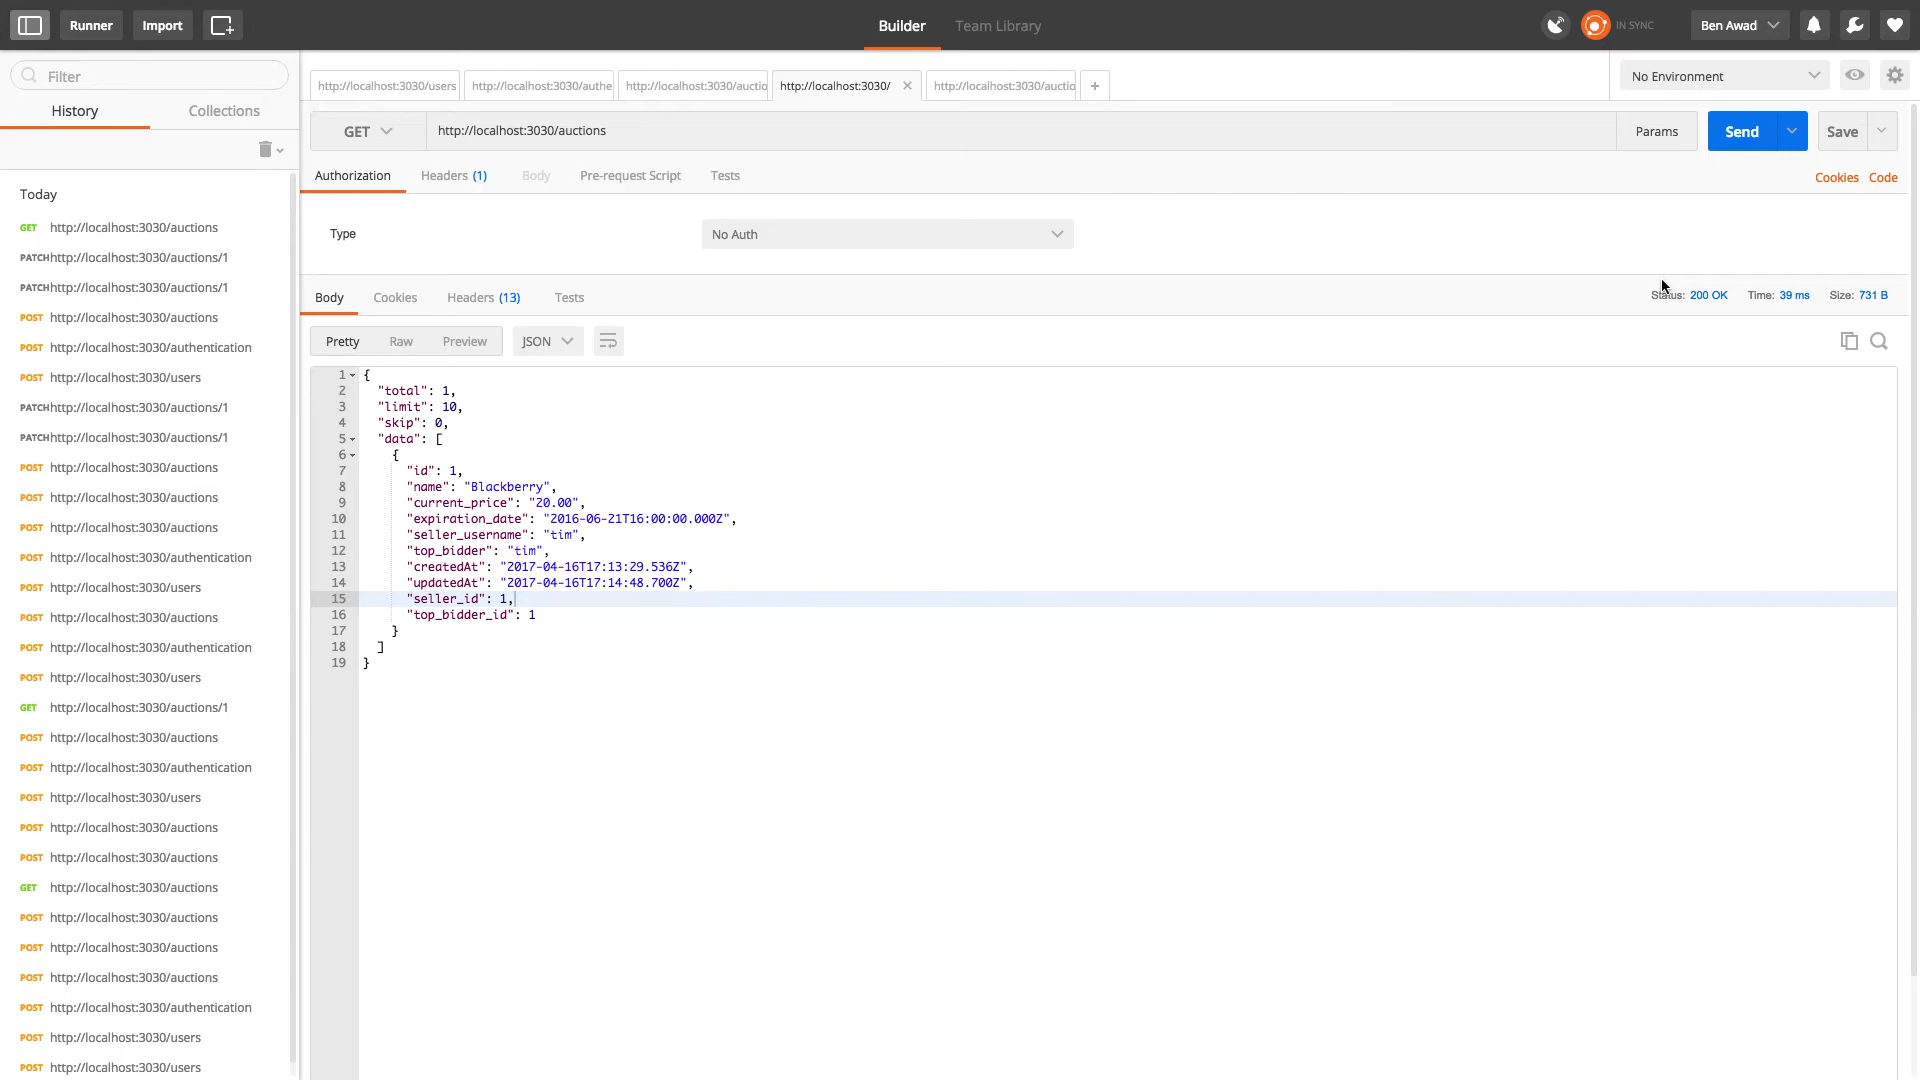 Runner Import Builder Team Library IN SYNC Ben Awad
Filter
History Collections
Today
GET http://localhost:3030/auctions
PATCH http://localhost:3030/auctions/1
PATCH http://localhost:3030/auctions/1
POST http://localhost:3030/auctions
POST http://localhost:3030/authentication
POST http://localhost:3030/users
PATCH http://localhost:3030/auctions/1
PATCH http://localhost:3030/auctions/1
POST http://localhost:3030/auctions
POST http://localhost:3030/auctions
POST http://localhost:3030/auctions
POST http://localhost:3030/authentication
POST http://localhost:3030/users
POST http://localhost:3030/auctions
POST http://localhost:3030/authentication
POST http://localhost:3030/users
GET http://localhost:3030/auctions/1
POST http://localhost:3030/auctions
POST http://localhost:3030/authentication
POST http://localhost:3030/users
POST http://localhost:3030/auctions
POST http://localhost:3030/auctions
GET http://localhost:3030/auctions
POST http://localhost:3030/auctions
POST http://localhost:3030/auctions
POST http://localhost:3030/auctions
POST http://localhost:3030/authentication
POST http://localhost:3030/users
POST http://localhost:3030/users
http://localhost:3030/users http://localhost:3030/authe http://localhost:3030/auctio http://localhost:3030/ http://localhost:3030/auctio +
No Environment
GET http://localhost:3030/auctions Params Send Save
Authorization Headers (1) Body Pre-request Script Tests Cookies Code
Type No Auth
Body Cookies Headers (13) Tests Status: 200 OK Time: 39 ms Size: 731 B
Pretty Raw Preview JSON
1 {
2 "total": 1,
3 "limit": 10,
4 "skip": 0,
5 "data": [
6 {
7 "id": 1,
8 "name": "Blackberry",
9 "current_price": "20.00",
10 "expiration_date": "2016-06-21T16:00:00.000Z",
11 "seller_username": "tim",
12 "top_bidder": "tim",
13 "createdAt": "2017-04-16T17:13:29.536Z",
14 "updatedAt": "2017-04-16T17:14:48.700Z",
15 "seller_id": 1,
16 "top_bidder_id": 1
17 }
18 ]
19 }